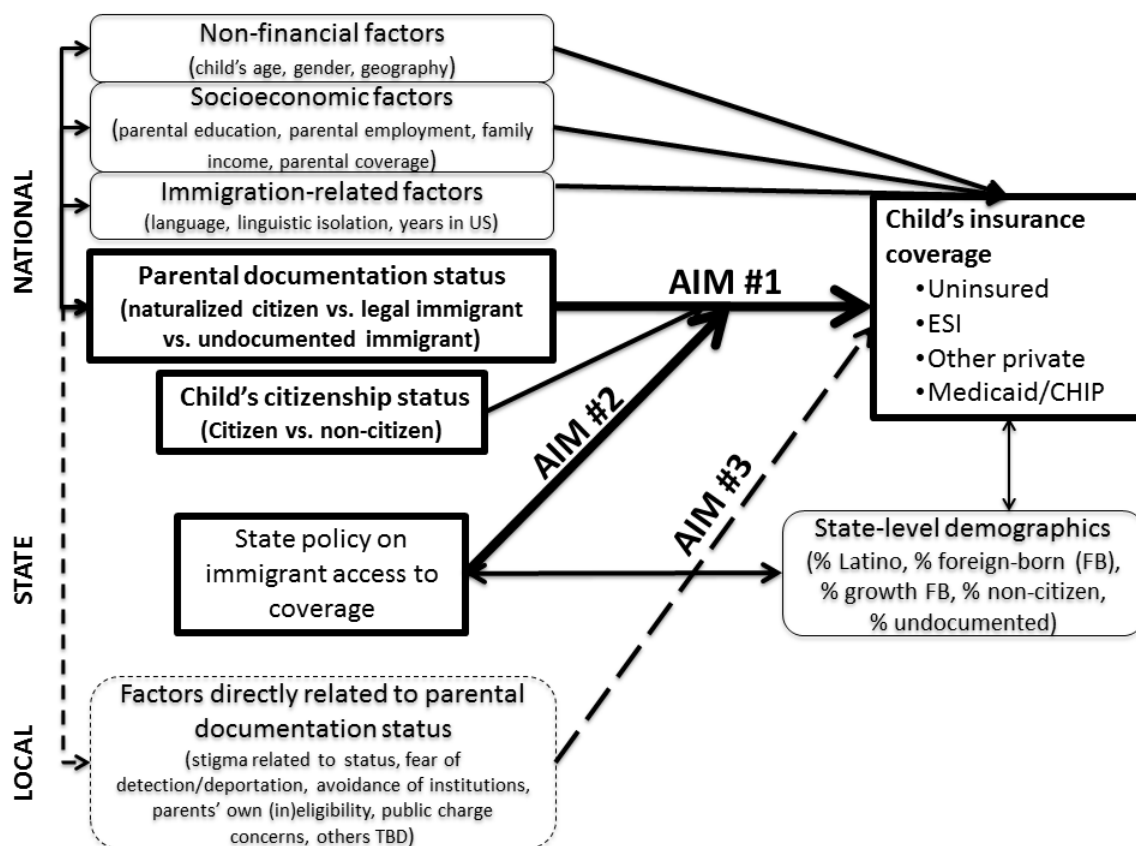 NATIONAL
Non-financial factors
(child's age, gender, geography)
Socioeconomic factors
(parental education, parental employment, family
income, parental coverage)
Immigration-related factors
(language, linguistic isolation, years in US)
Parental documentation status
(naturalized citizen vs. legal immigrant
vs. undocumented immigrant)
Child's citizenship status
(Citizen vs. non-citizen)
AIM #1
AIM #2
AIM #3
Child's insurance
coverage
•Uninsured
•ESI
•Other private
•Medicaid/CHIP
STATE
State policy on
immigrant access to
coverage
State-level demographics
(% Latino, % foreign-born (FB),
% growth FB, % non-citizen,
% undocumented)
LOCAL
Factors directly related to parental
documentation status
(stigma related to status, fear of
detection/deportation, avoidance of institutions,
parents' own (in)eligibility, public charge
concerns, others TBD)